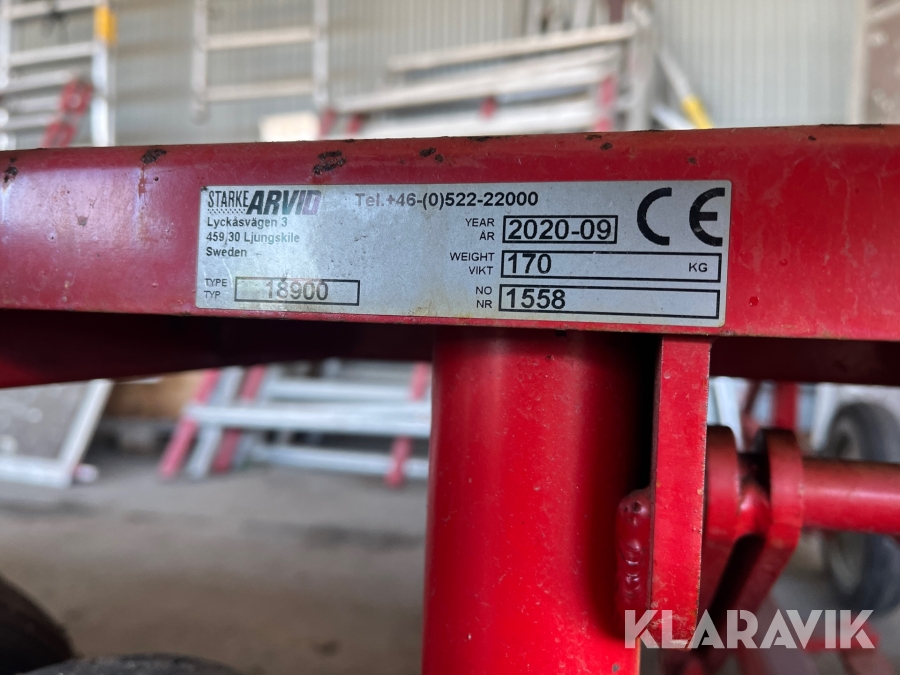 STARKE ARVID
Tel.+46-(0)522-22000
Lyckåsvägen 3
459 30 Ljungskile
Sweden
TYPE
TYP
18900
YEAR
ÅR
2020-09
WEIGHT
VIKT
170
KG
NO
NR
1558
CE
KLARAVIK